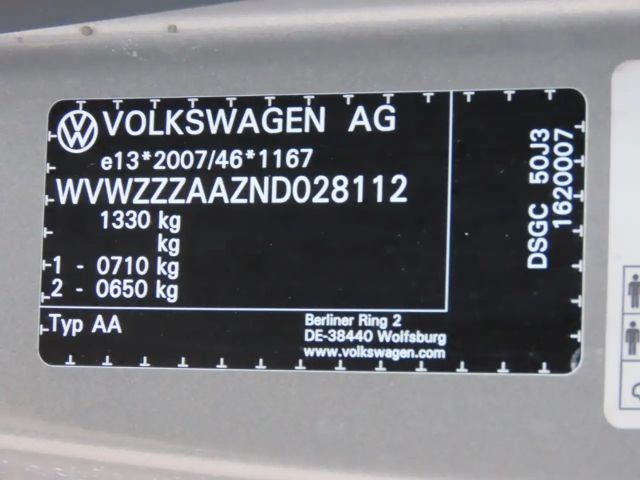 VOLKSWAGEN AG
e13*2007/46*1167
WVWZZZAAZND028112
1330 kg
kg
1 - 0710 kg
2 - 0650 kg
Typ AA
Berliner Ring 2
DE-38440 Wolfsburg
www.volkswagen.com
DSGC 50J3
1620007